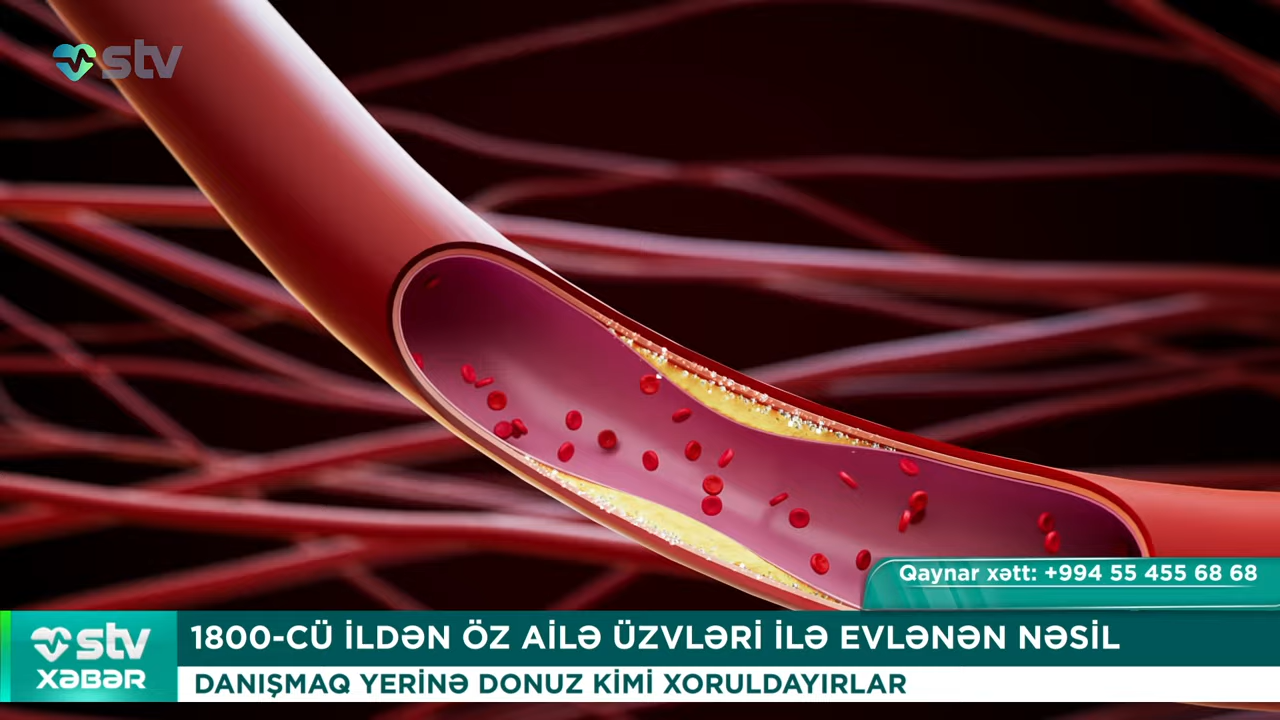 stv
Qaynar xətt: +994 55 455 68 68
stv
XƏBƏR
1800-CÜ İLDƏN ÖZ AİLƏ ÜZVLƏRİ İLƏ EVLƏNƏN NƏSİL
DANIŞMAQ YERİNƏ DONUZ KİMİ XORULDAYIRLAR